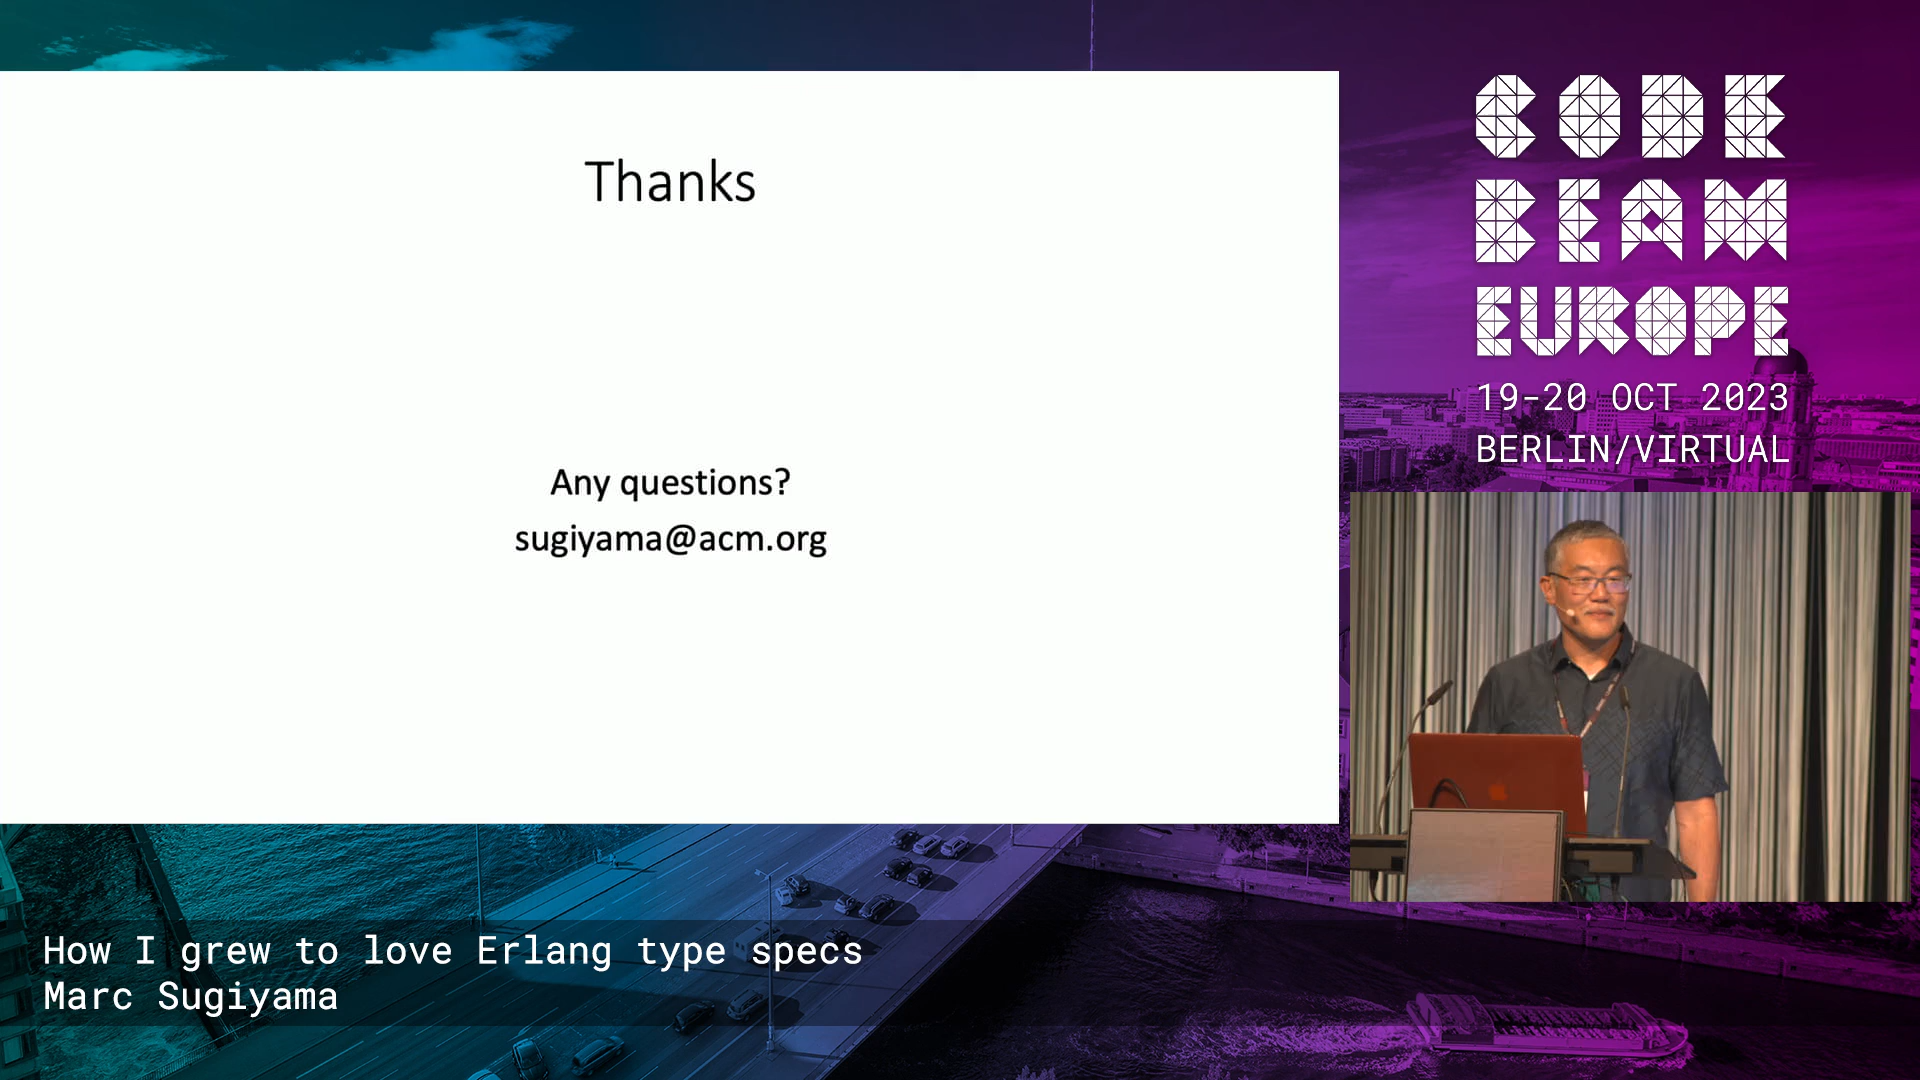 Thanks
Any questions?
sugiyama@acm.org
CODE
BEAM
EUROPE
19-20 OCT 2023
BERLIN/VIRTUAL
How I grew to love Erlang type specs
Marc Sugiyama